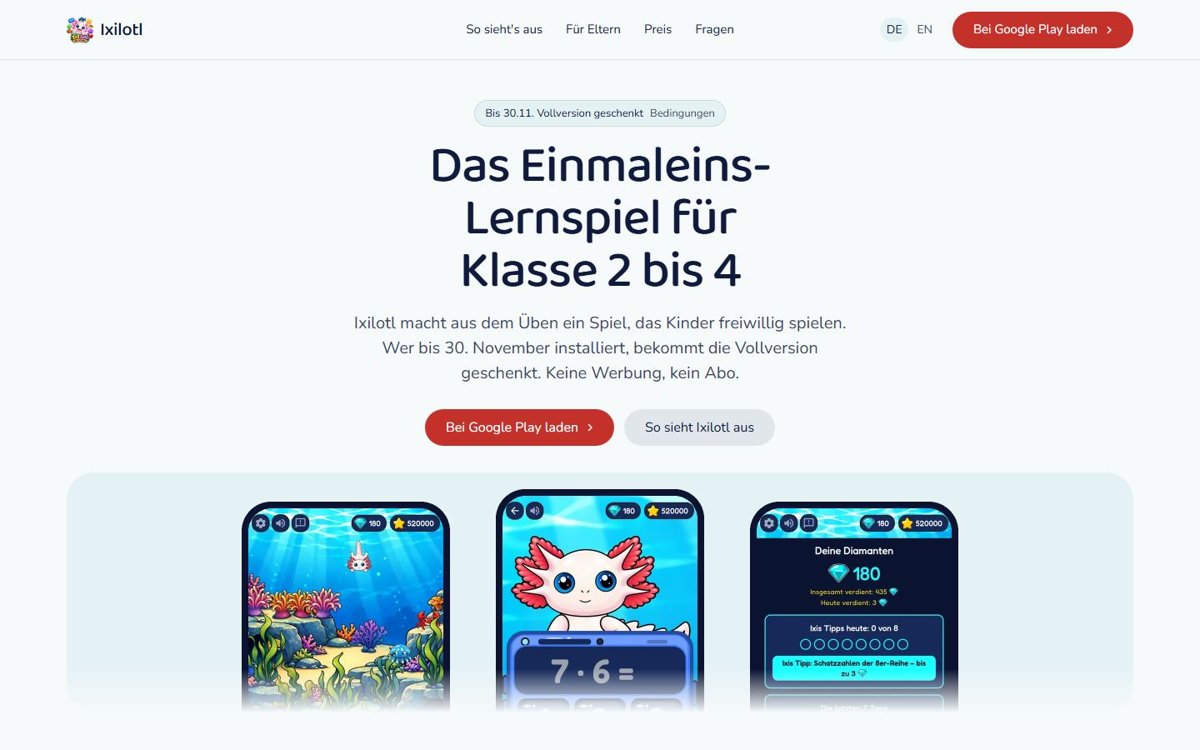 Ixilotl
So sieht's aus
Für Eltern
Preis
Fragen
DE
EN
Bei Google Play laden
Bis 30.11. Vollversion geschenkt Bedingungen
Das Einmaleins-
Lernspiel für
Klasse 2 bis 4
Ixilotl macht aus dem Üben ein Spiel, das Kinder freiwillig spielen.
Wer bis 30. November installiert, bekommt die Vollversion
geschenkt. Keine Werbung, kein Abo.
Bei Google Play laden
So sieht Ixilotl aus
180
520000
180
520000
7 · 6 =
180
520000
Deine Diamanten
180
Insgesamt verdient: 435
Heute verdient: 3
Ixis Tipps heute: 0 von 8
Ixis Tipp: Schatzzahlen der 8er-Reihe – bis
zu 3
Die letzten 7 Tage